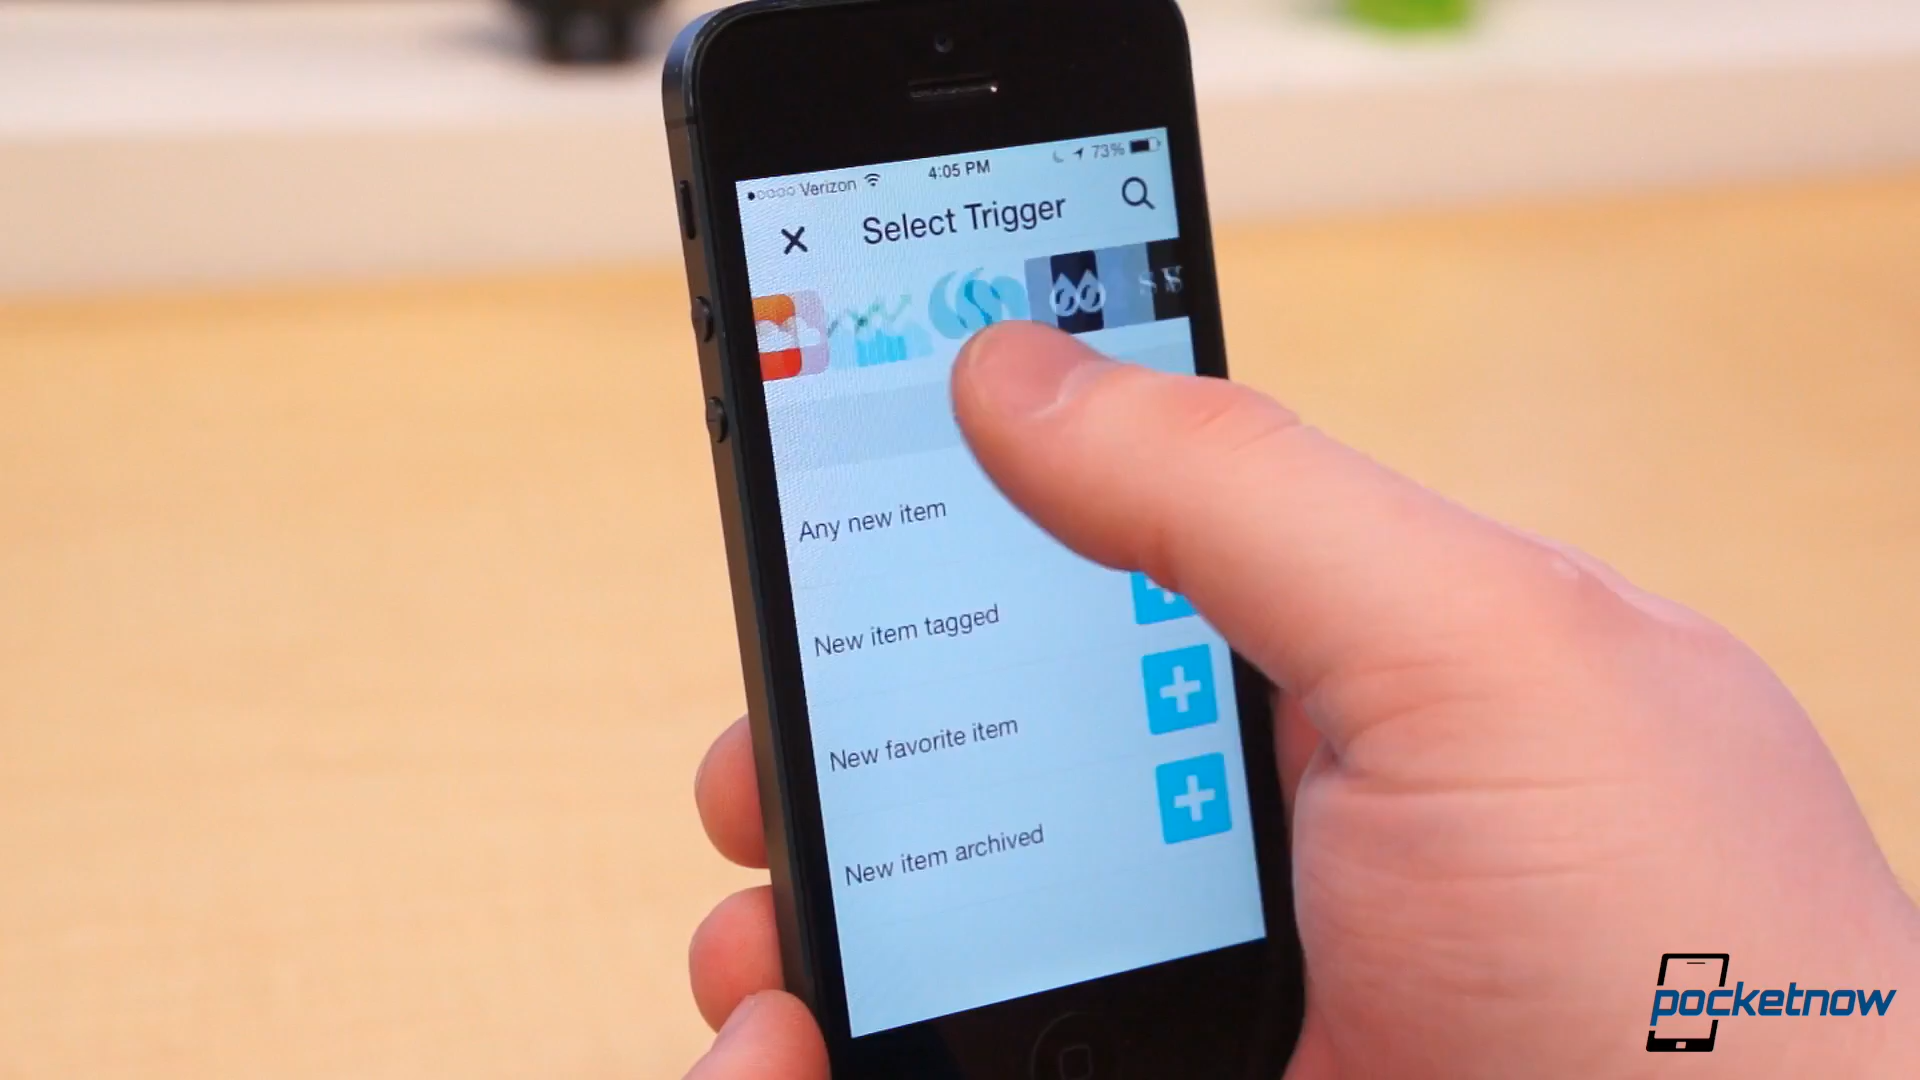 Verizon 4:05 PM 73%
Select Trigger
Any new item
New item tagged
New favorite item
New item archived
pocketnow